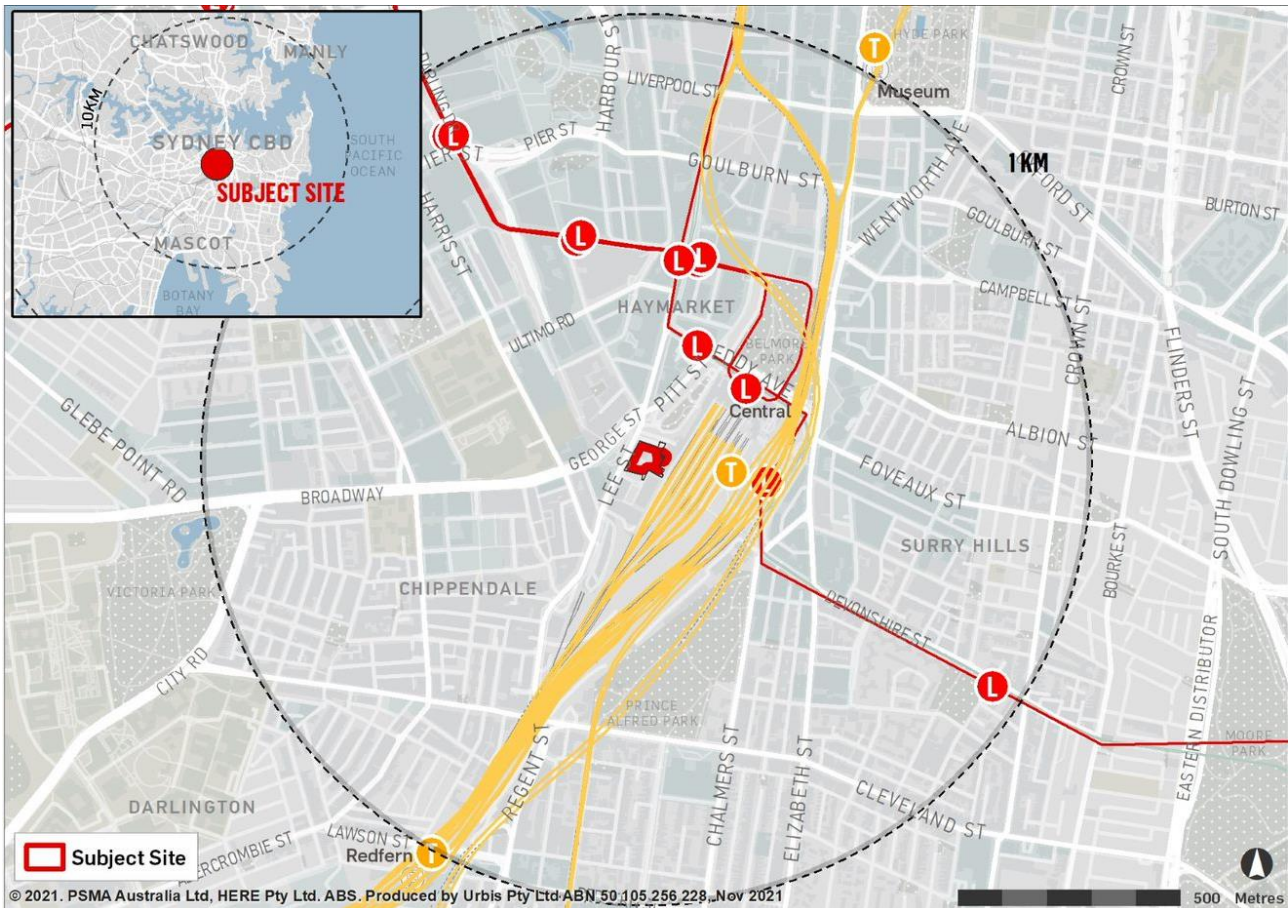 CHATSWOOD
MANLY
10KM
SYDNEY CBD
SOUTH
PACIFIC
OCEAN
SUBJECT SITE
MASCOT
BOTANY
BAY
HARBOUR ST
LIVERPOOL ST
T
HYDE PARK
Museum
CROWN ST
L
PIER ST
PIER ST
GOULBURN ST
WENTWORTH AVE
1KM
BURTON ST
GOULBURN ST
HARRIS ST
L
L
L
HAYMARKET
CAMPBELL ST
CROWN ST
FLINDERS ST
ULTIMO RD
L
BELMORE
PARK
EDDY AVE
PITT ST
L
Central
GEORGE ST
LEE ST
T
ALBION ST
FOVEAUX ST
SOUTH DOWLING ST
GLEBE POINT RD
BROADWAY
SURRY HILLS
BOURKE ST
VICTORIA PARK
CHIPPENDALE
DEVONSHIRE ST
CITY RD
L
EASTERN DISTRIBUTOR
MOORE
PARK
PRINCE
ALFRED PARK
REGENT ST
CHALMERS ST
ELIZABETH ST
CLEVELAND ST
DARLINGTON
LAWSON ST
Redfern
T
Subject Site
© 2021. PSMA Australia Ltd, HERE Pty Ltd. ABS. Produced by Urbis Pty Ltd ABN 50 105 256 228, Nov 2021
500 Metres